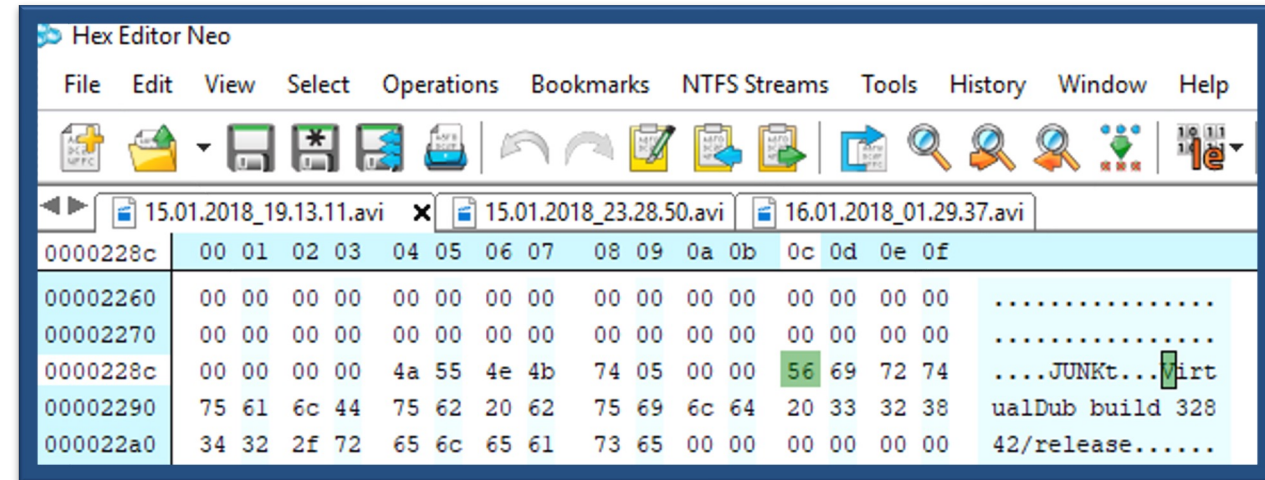 Hex Editor Neo
File Edit View Select Operations Bookmarks NTFS Streams Tools History Window Help
15.01.2018_19.13.11.avi 15.01.2018_23.28.50.avi 16.01.2018_01.29.37.avi
0000228c 00 01 02 03 04 05 06 07 08 09 0a 0b 0c 0d 0e 0f
00002260 00 00 00 00 00 00 00 00 00 00 00 00 00 00 00 00 ................
00002270 00 00 00 00 00 00 00 00 00 00 00 00 00 00 00 00 ................
0000228c 00 00 00 00 4a 55 4e 4b 74 05 00 00 56 69 72 74 ....JUNKt...Virt
00002290 75 61 6c 44 75 62 20 62 75 69 6c 64 20 33 32 38 ualDub build 328
000022a0 34 32 2f 72 65 6c 65 61 73 65 00 00 00 00 00 00 42/release......